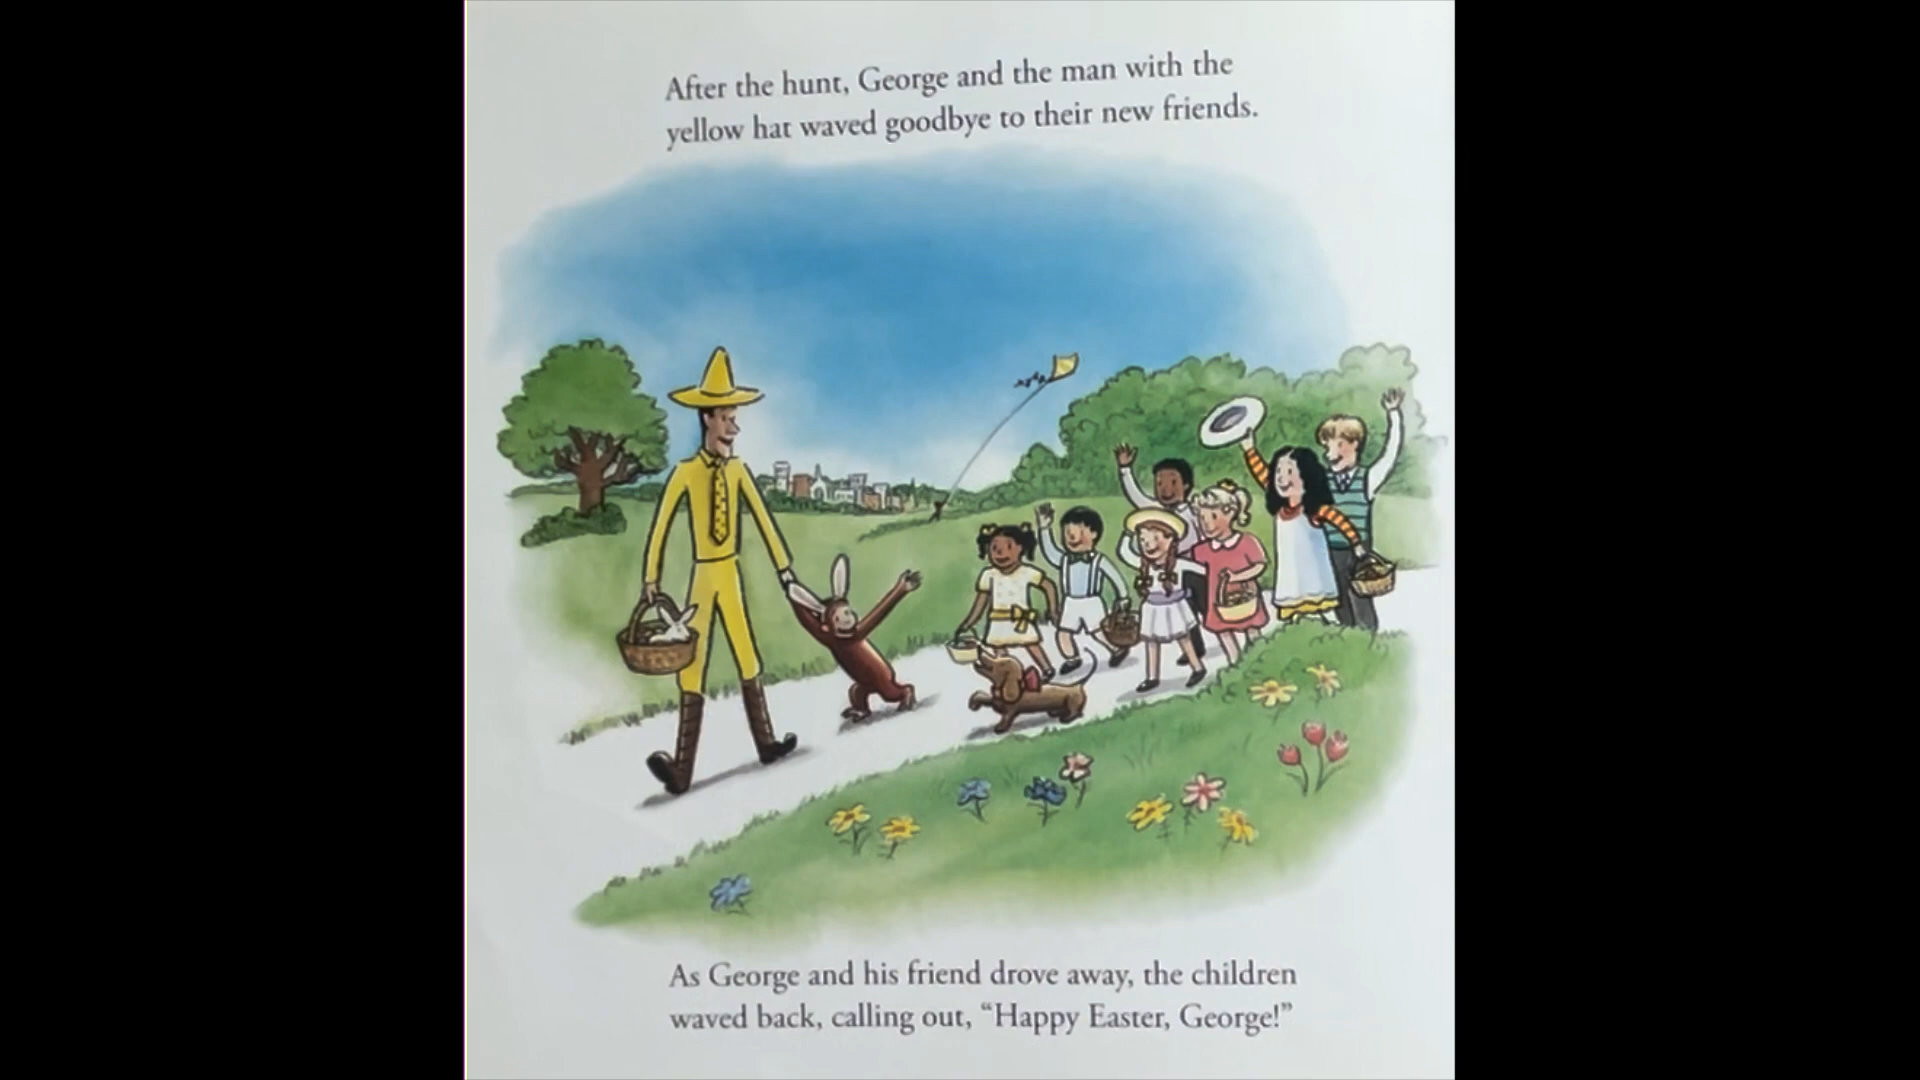 After the hunt, George and the man with the
yellow hat waved goodbye to their new friends.
As George and his friend drove away, the children
waved back, calling out, “Happy Easter, George!”